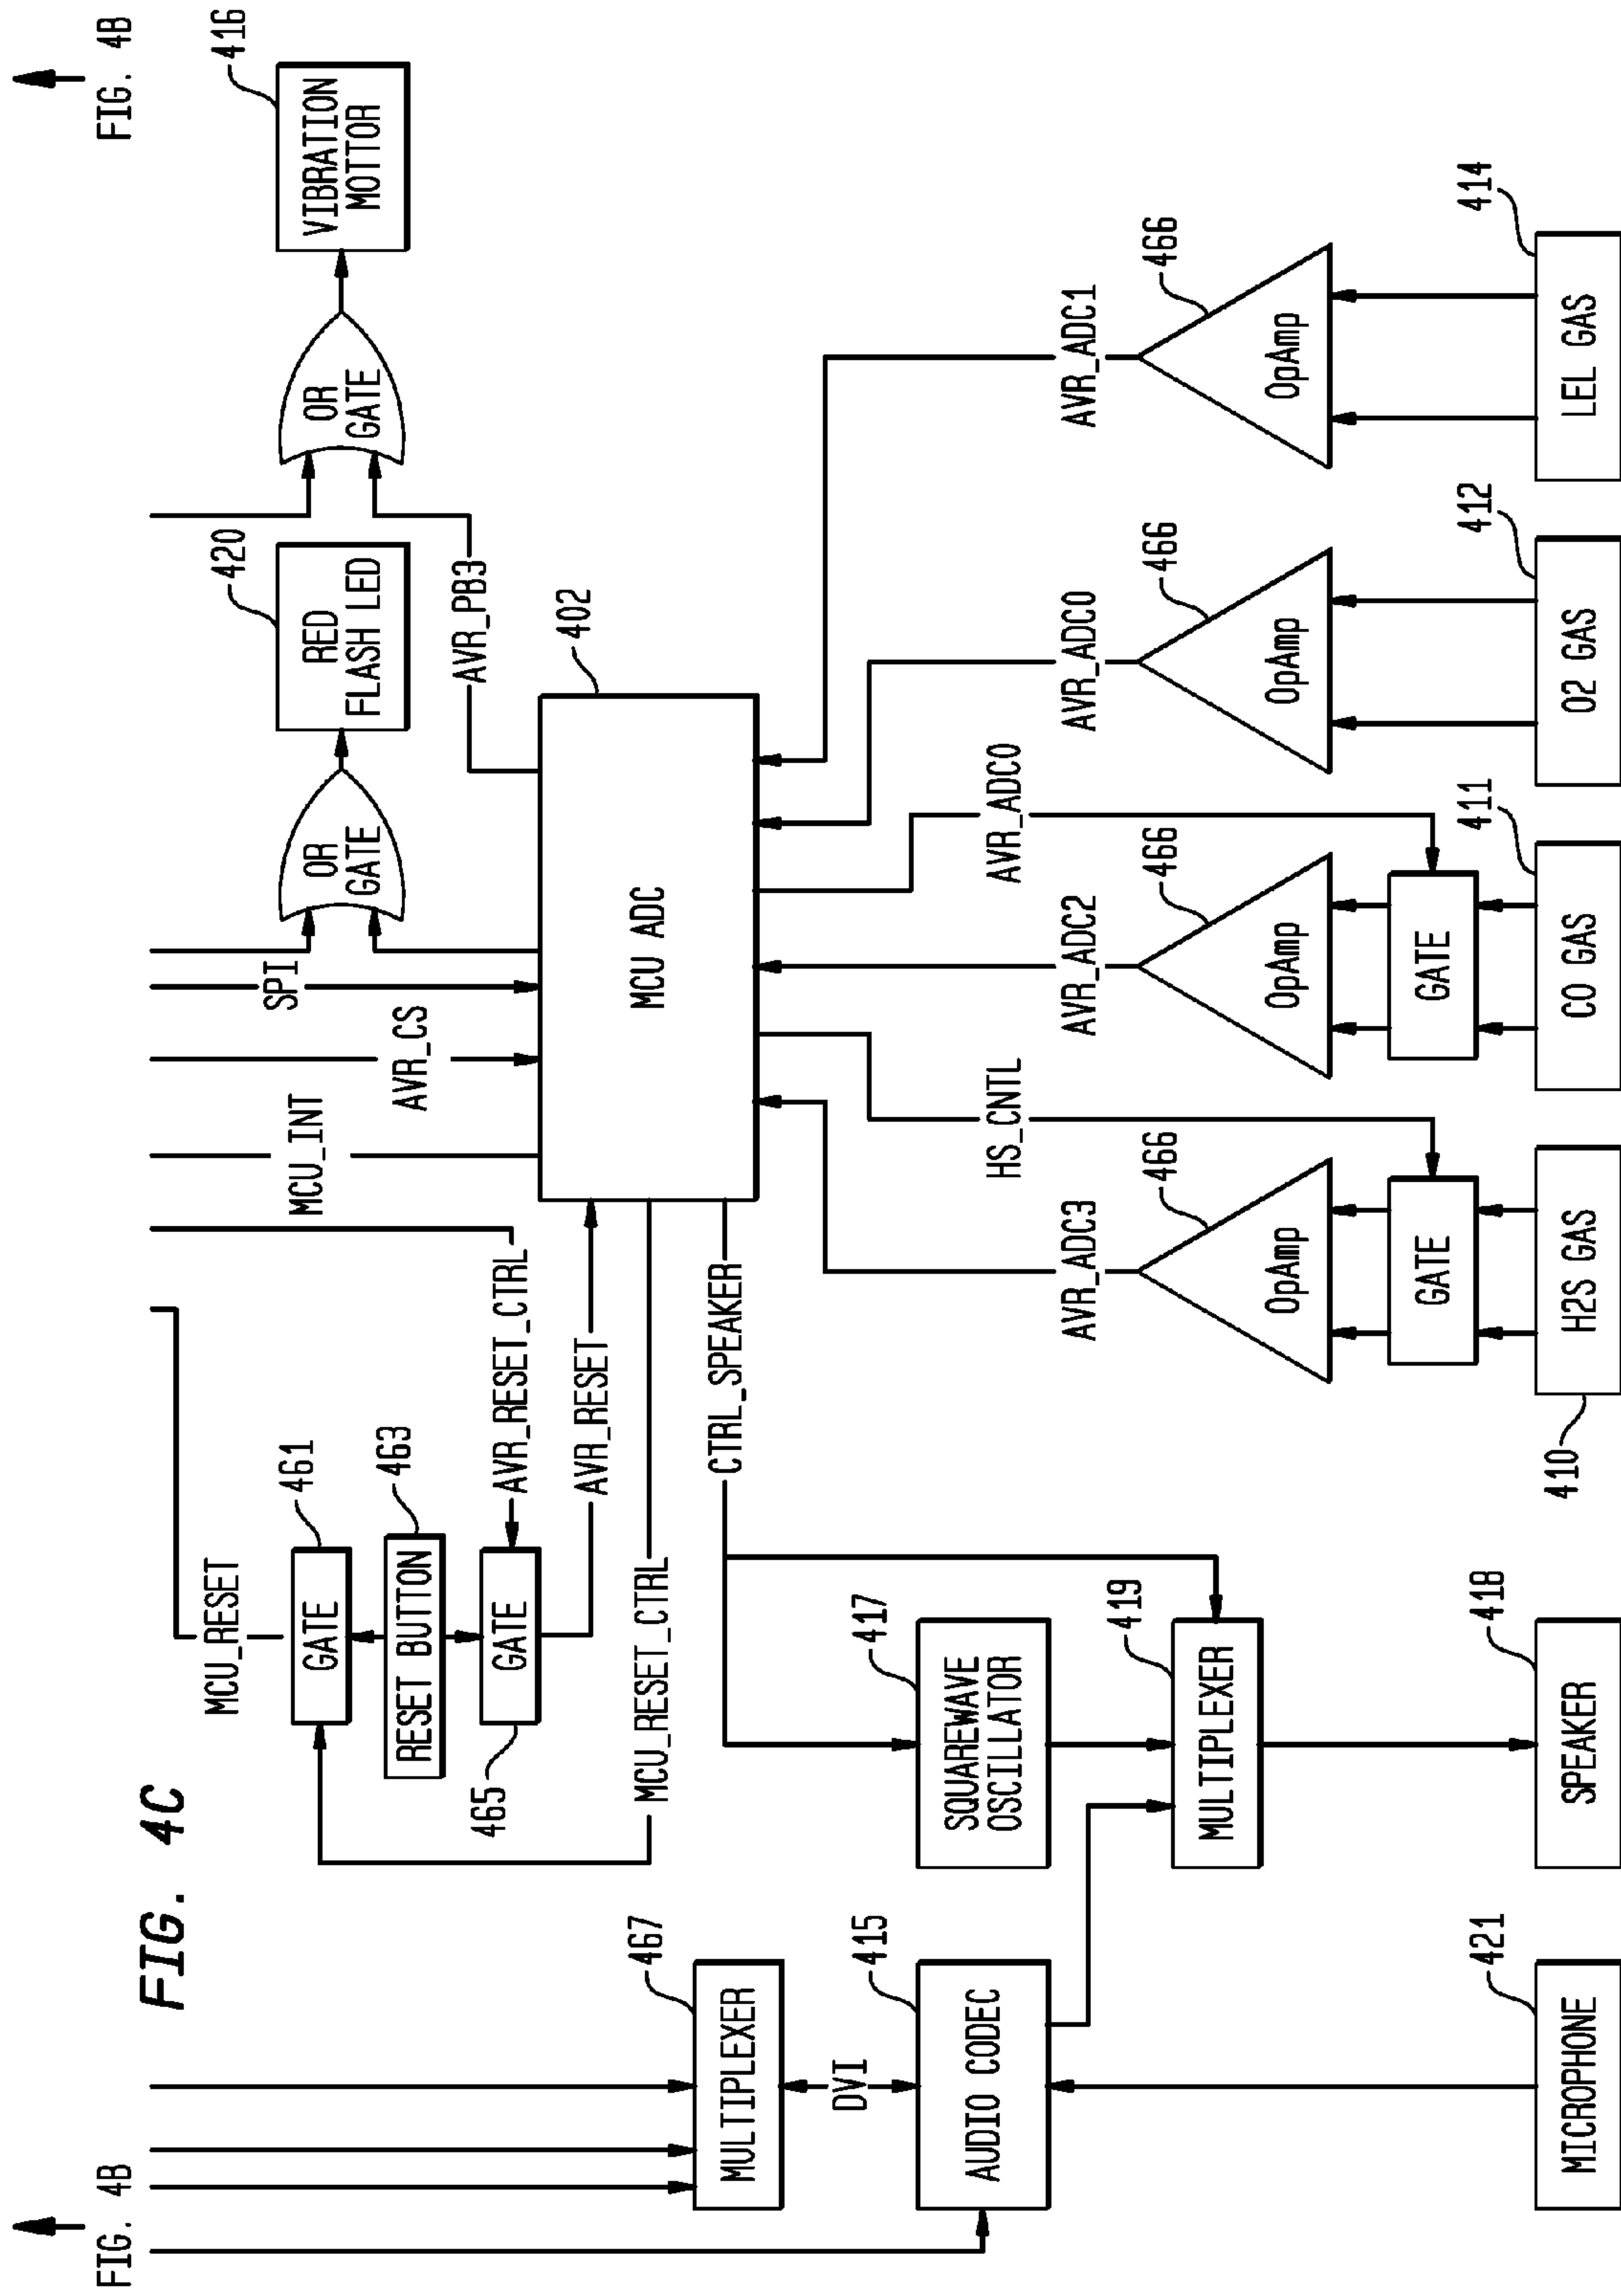 FIG. 4C
FIG. 4B
FIG. 4B
MULTIPLEXER
467
DVI
AUDIO CODEC
415
MICROPHONE
421
MCU_RESET
GATE
461
RESET BUTTON
463
GATE
465
AVR_RESET_CTRL
AVR_RESET
MCU_RESET_CTRL
CTRL_SPEAKER
SQUAREWAVE
OSCILLATOR
417
MULTIPLEXER
419
SPEAKER
418
MCU_INT
AVR_CS
SPI
OR
GATE
RED
FLASH LED
420
OR
GATE
VIBRATION
MOTTOR
416
AVR_PB3
MCU ADC
402
AVR_ADC3
HS_CNTL
AVR_ADC2
AVR_ADC0
AVR_ADC0
AVR_ADC1
OpAmp
466
OpAmp
466
OpAmp
466
OpAmp
466
GATE
GATE
H2S GAS
410
CO GAS
411
O2 GAS
412
LEL GAS
414